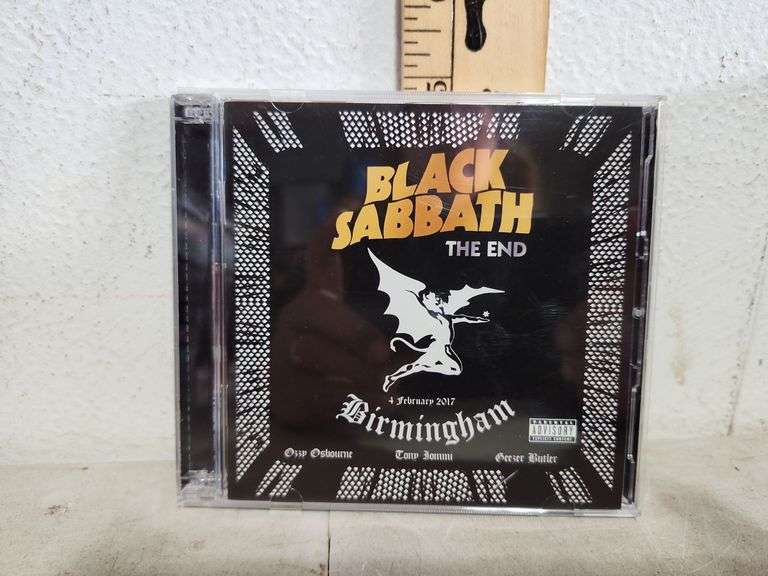 BLACK
SABBATH
THE END
4 February 2017
Birmingham
PARENTAL
ADVISORY
EXPLICIT CONTENT
Ozzy Osbourne Tony Iommi Geezer Butler